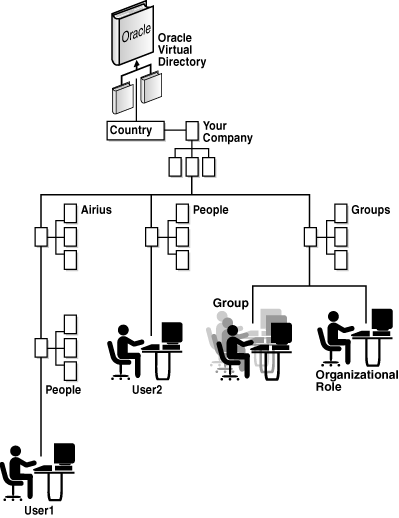 Oracle
Oracle
Virtual
Directory
Country
Your
Company
Airius
People
Groups
Group
People
User2
Organizational
Role
User1